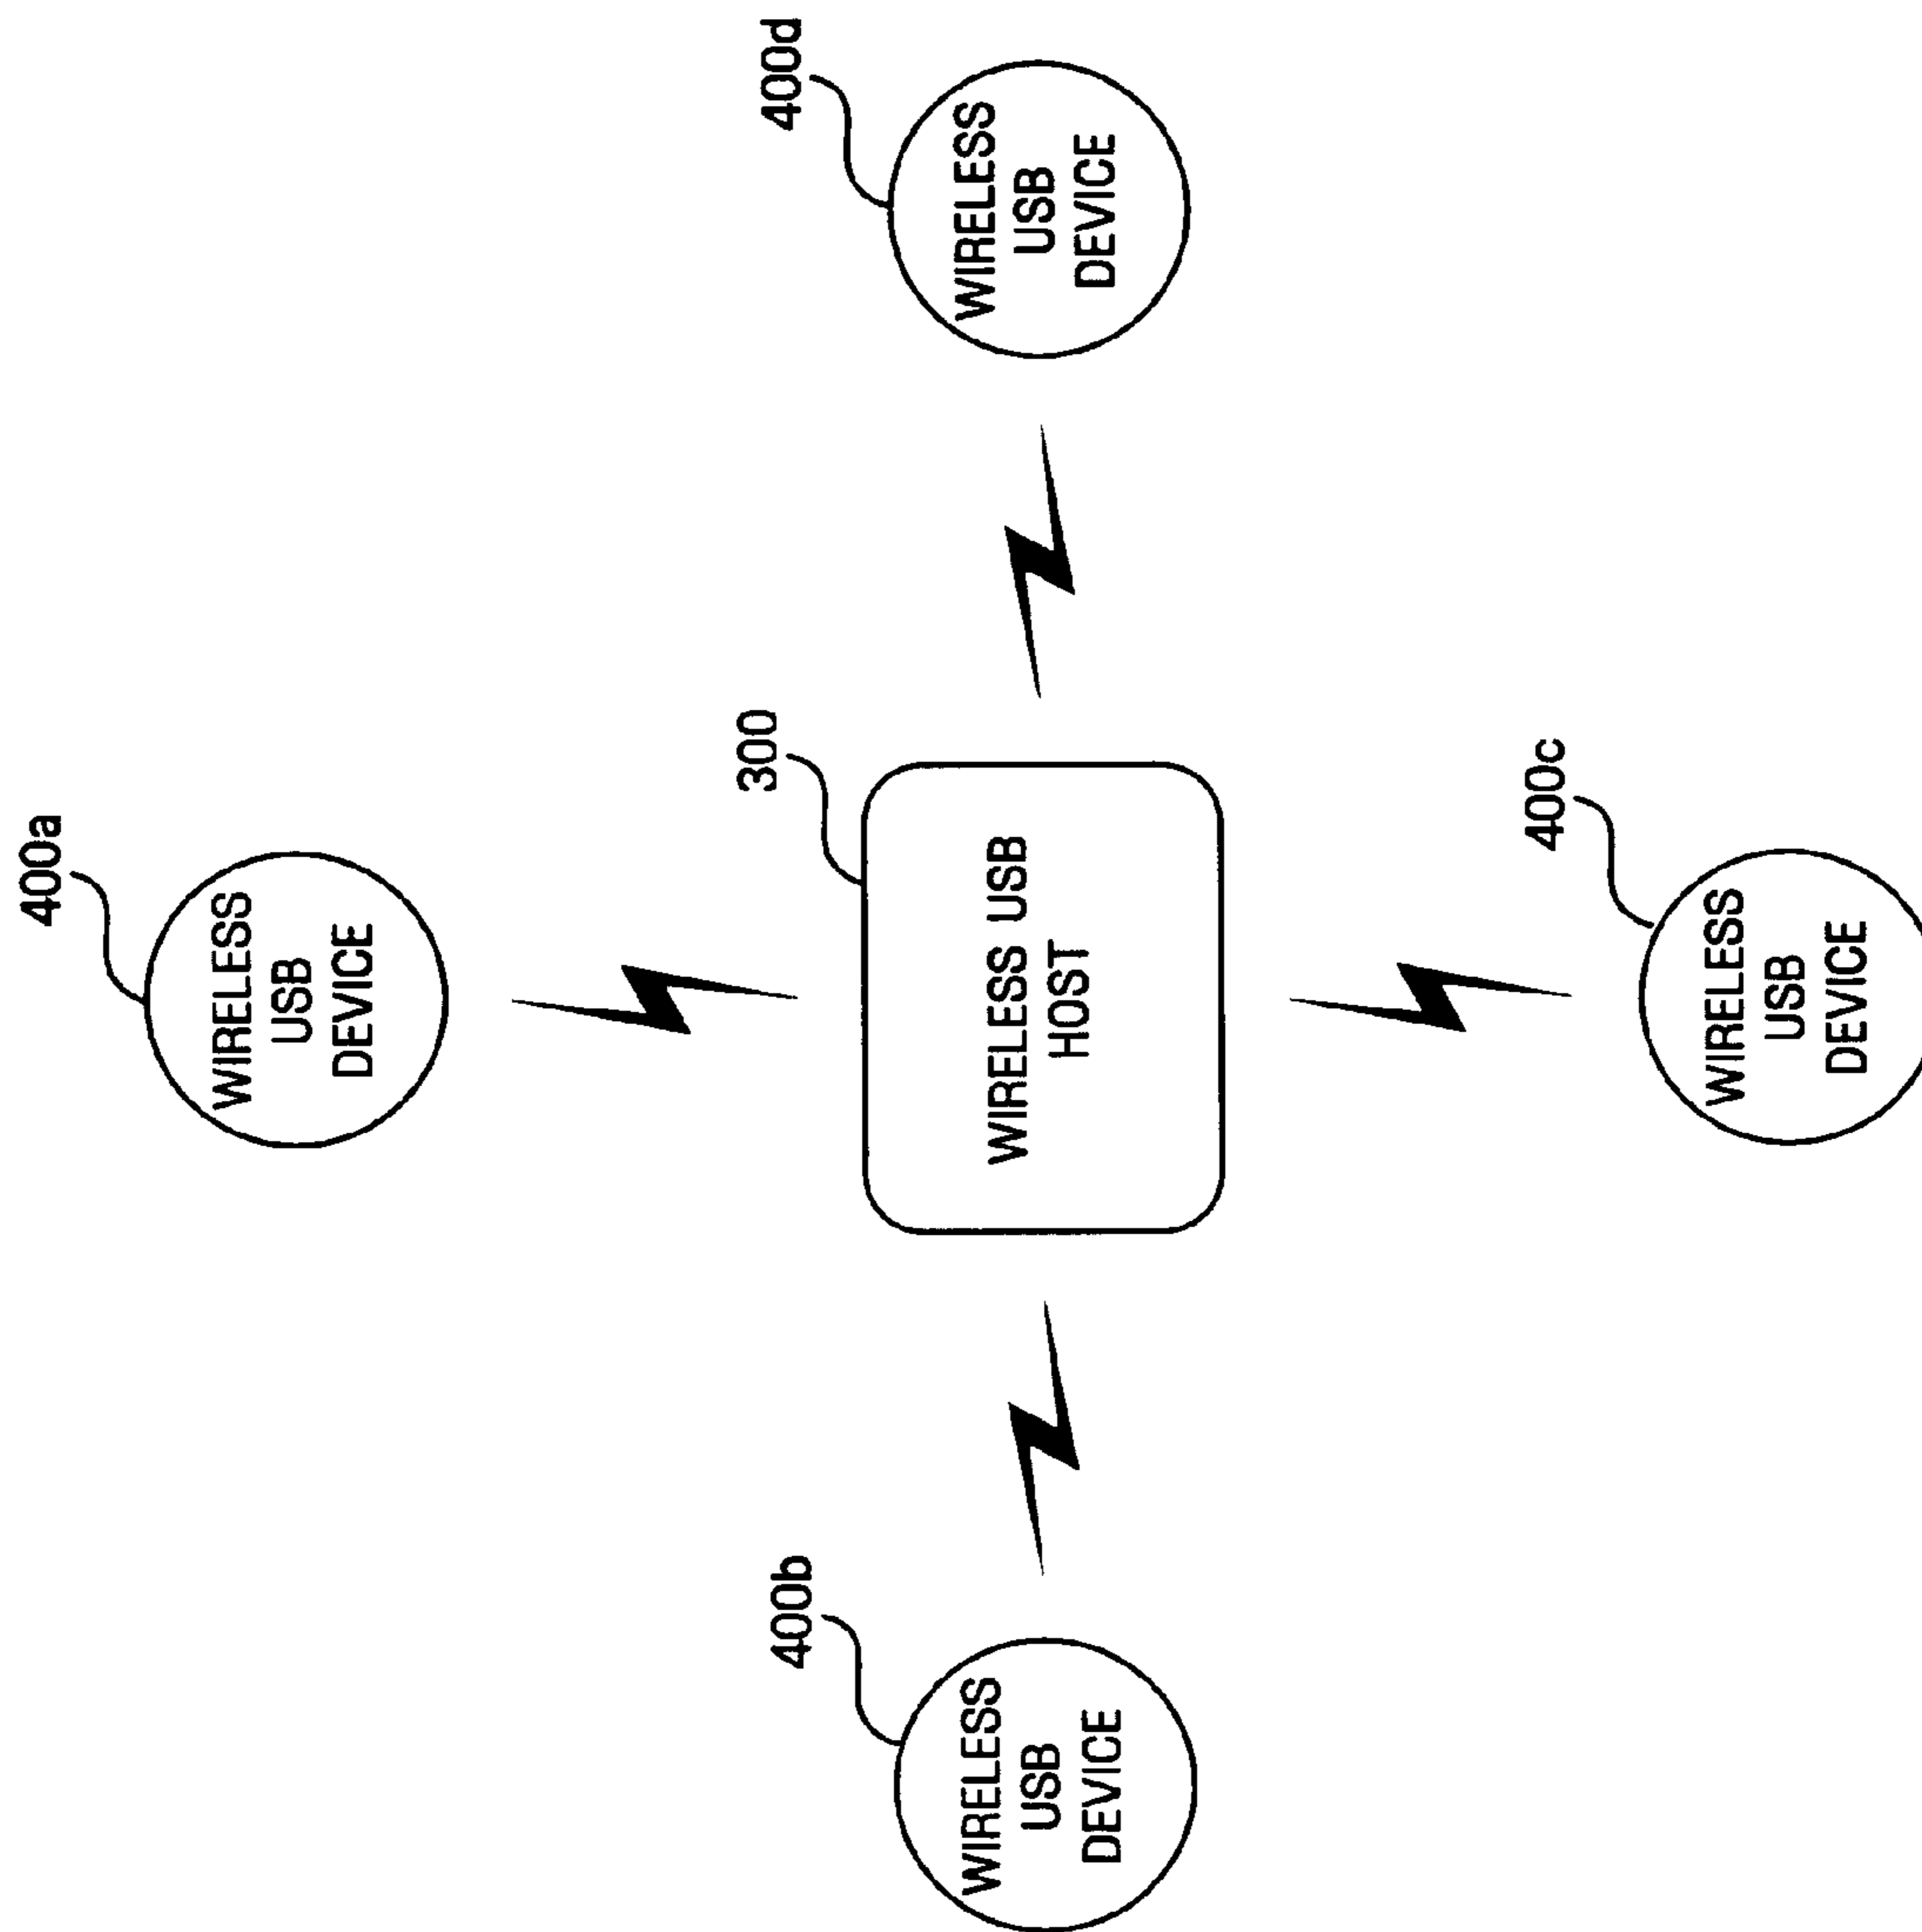 400a
WIRELESS
USB
DEVICE
400b
WIRELESS
USB
DEVICE
300
WIRELESS USB
HOST
400d
WIRELESS
USB
DEVICE
400c
WIRELESS
USB
DEVICE